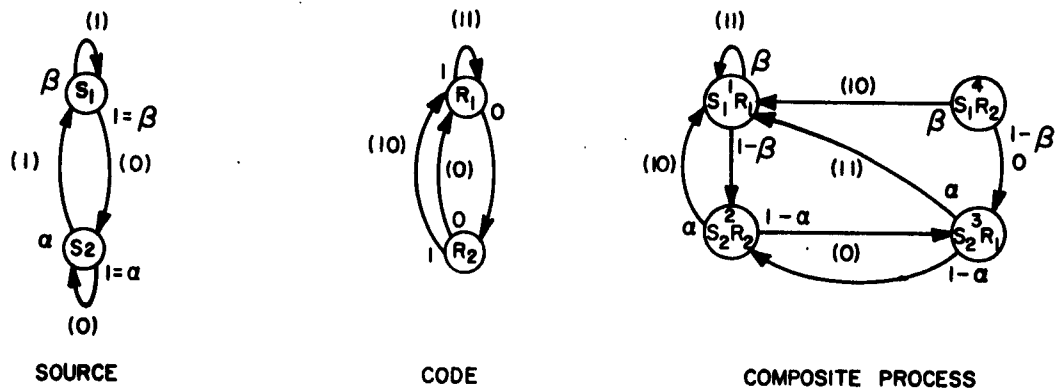 (1)
β
S1
1=β
(1)
(0)
α
S2
1=α
(0)
SOURCE
(11)
1
R1
0
(10)
(0)
0
1
R2
CODE
(11)
β
1
S1R1
(10)
4
S1R2
β
1-β
0
1-β
(10)
(11)
α
2
S2R2
α
1-α
(0)
3
S2R1
1-α
COMPOSITE PROCESS